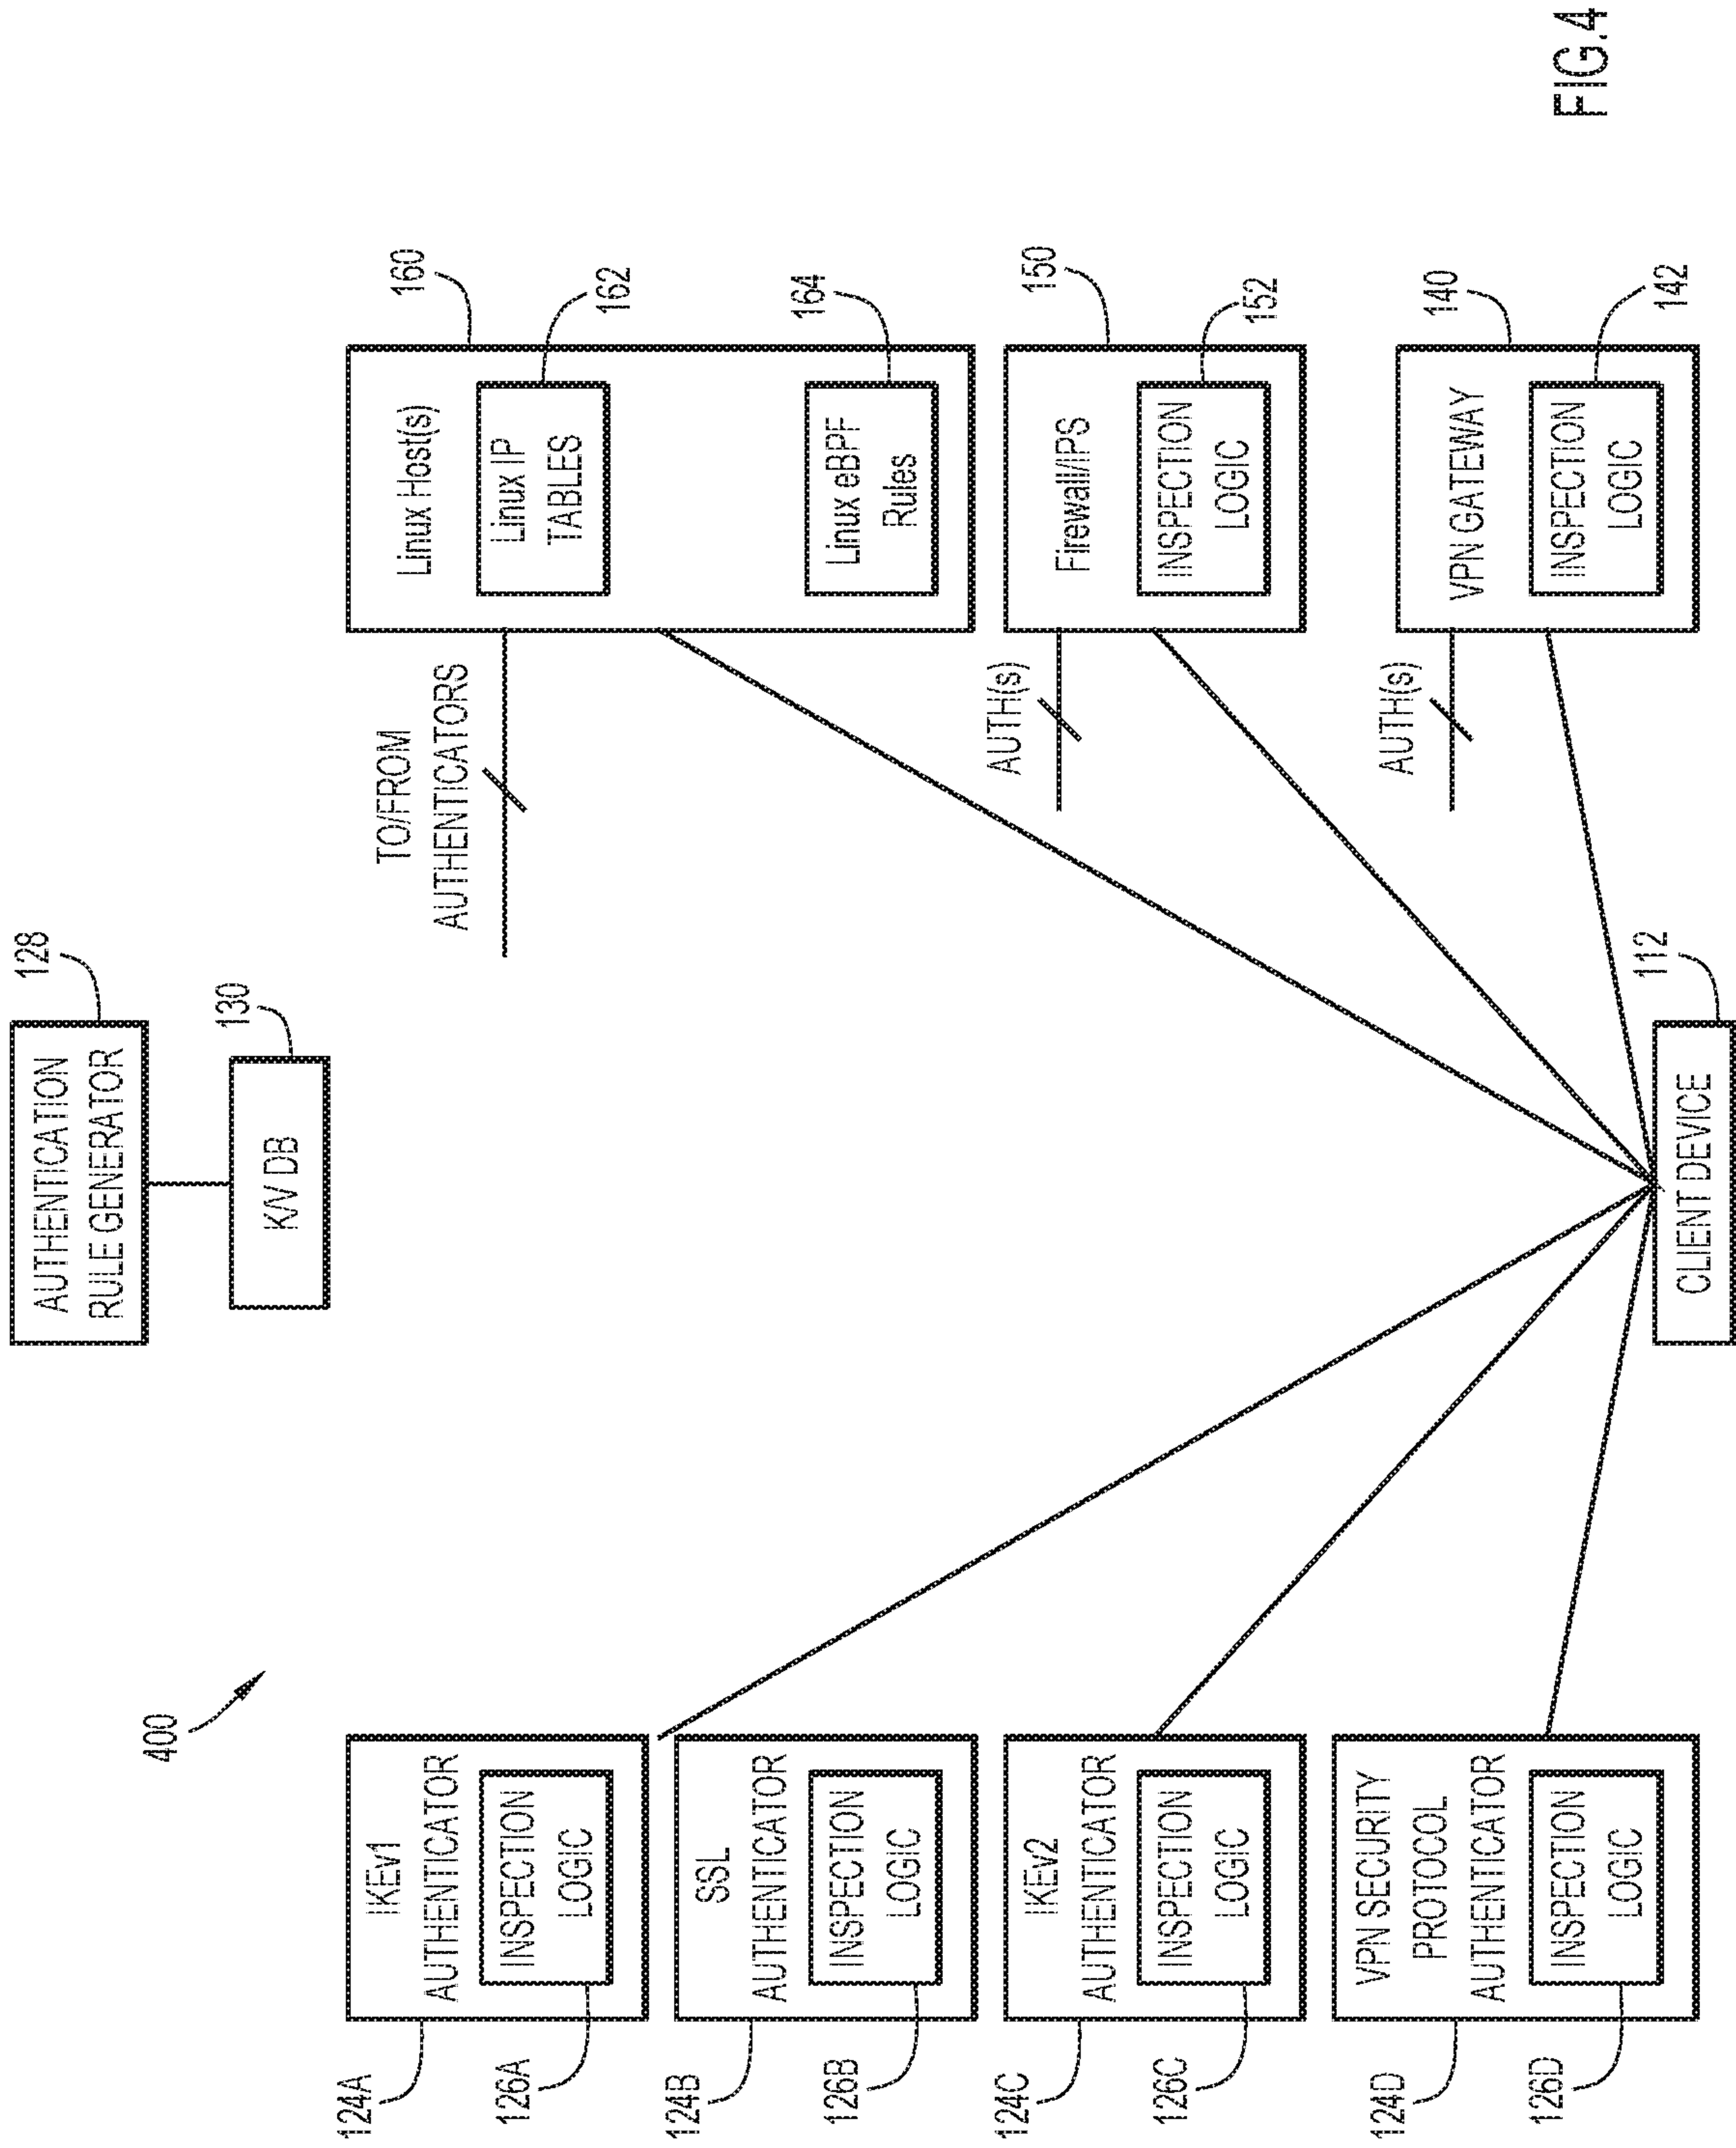 400
AUTHENTICATION
RULE GENERATOR
128
K/V DB
130
124A
IKEv1
AUTHENTICATOR
INSPECTION
LOGIC
126A
124B
SSL
AUTHENTICATOR
INSPECTION
LOGIC
126B
124C
IKEv2
AUTHENTICATOR
INSPECTION
LOGIC
126C
124D
VPN SECURITY
PROTOCOL
AUTHENTICATOR
INSPECTION
LOGIC
126D
TO/FROM
AUTHENTICATORS
Linux Host(s)
160
Linux IP
TABLES
162
Linux eBPF
Rules
164
AUTH(s)
Firewall/IPS
150
INSPECTION
LOGIC
152
AUTH(s)
VPN GATEWAY
140
INSPECTION
LOGIC
142
CLIENT DEVICE
112
FIG.4